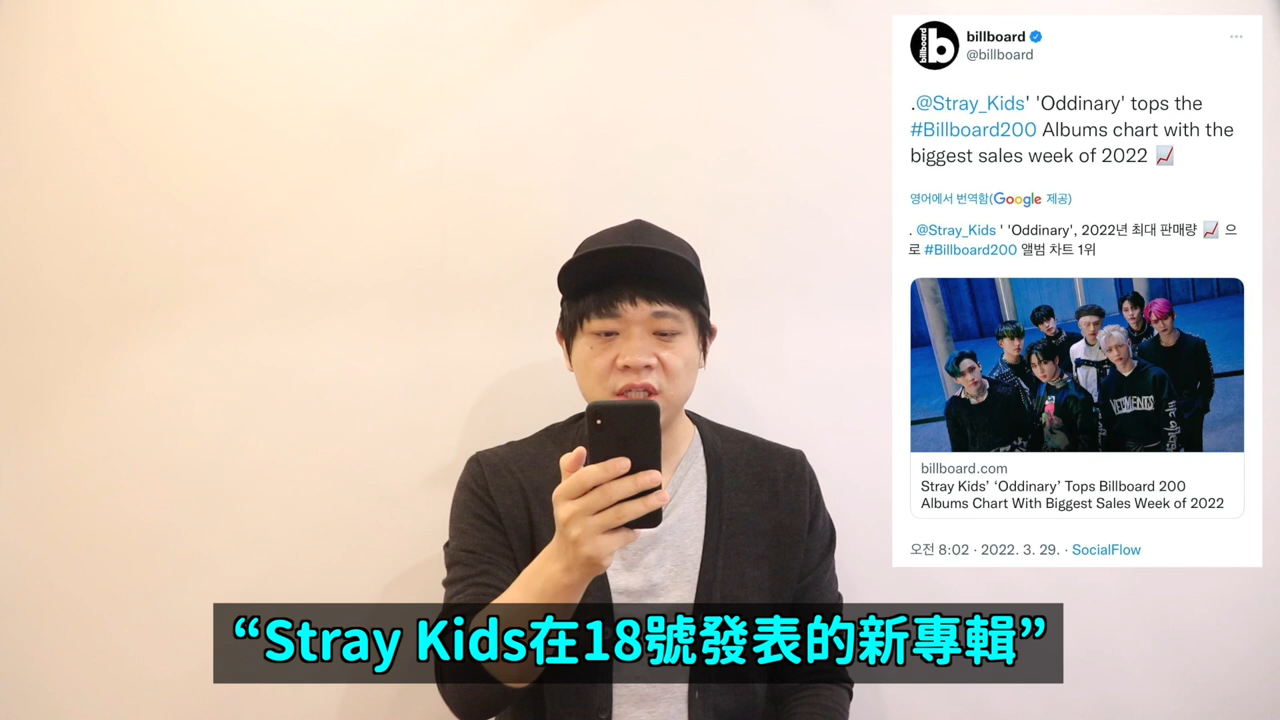 billboard
@billboard
.@Stray_Kids' 'Oddinary' tops the
#Billboard200 Albums chart with the
biggest sales week of 2022 📈
영어에서 번역함(Google 제공)
. @Stray_Kids ' 'Oddinary', 2022년 최대 판매량 📈 으
로 #Billboard200 앨범 차트 1위
VETEMENTS
billboard.com
Stray Kids’ ‘Oddinary’ Tops Billboard 200
Albums Chart With Biggest Sales Week of 2022
오전 8:02 · 2022. 3. 29. · SocialFlow
“Stray Kids在18號發表的新專輯”